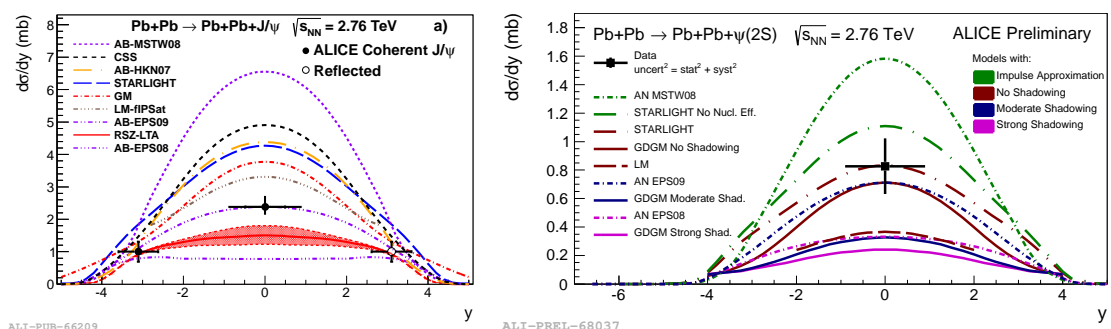 Pb+Pb → Pb+Pb+J/ψ √sNN = 2.76 TeV a)
dσ/dy (mb)
8
7
6
5
4
3
2
1
0
AB-MSTW08
CSS
AB-HKN07
STARLIGHT
GM
LM-fIPSat
AB-EPS09
RSZ-LTA
AB-EPS08
ALICE Coherent J/ψ
Reflected
-4 -2 0 2 4
y
ALI-PUB-66209
Pb+Pb → Pb+Pb+ψ(2S) √sNN = 2.76 TeV ALICE Preliminary
dσ/dy (mb)
1.8
1.6
1.4
1.2
1
0.8
0.6
0.4
0.2
0
Data
uncert² = stat² + syst²
AN MSTW08
STARLIGHT No Nucl. Eff.
STARLIGHT
GDGM No Shadowing
LM
AN EPS09
GDGM Moderate Shad.
AN EPS08
GDGM Strong Shad.
Models with:
Impulse Approximation
No Shadowing
Moderate Shadowing
Strong Shadowing
-6 -4 -2 0 2 4
y
ALI-PREL-68037